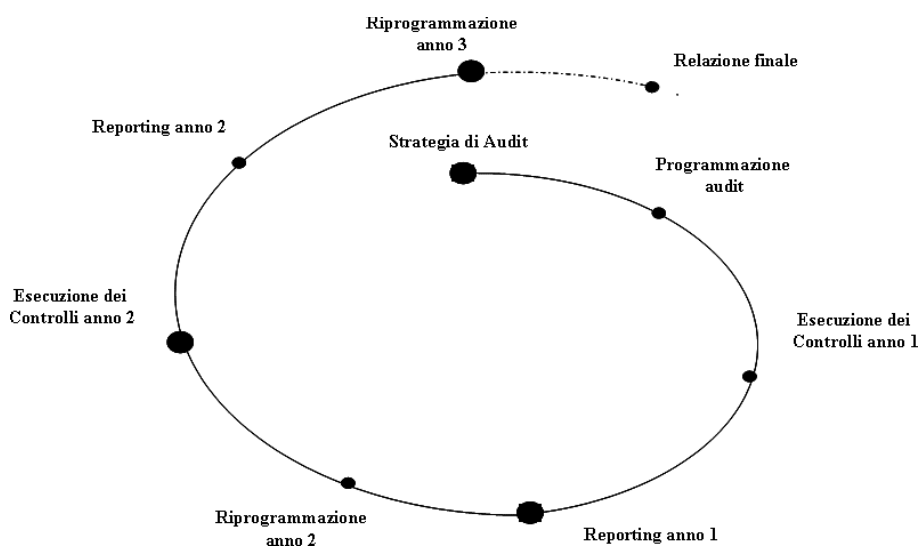 Riprogrammazione
anno 3
Relazione finale
Reporting anno 2
Strategia di Audit
Programmazione
audit
Esecuzione dei
Controlli anno 2
Esecuzione dei
Controlli anno 1
Riprogrammazione
anno 2
Reporting anno 1